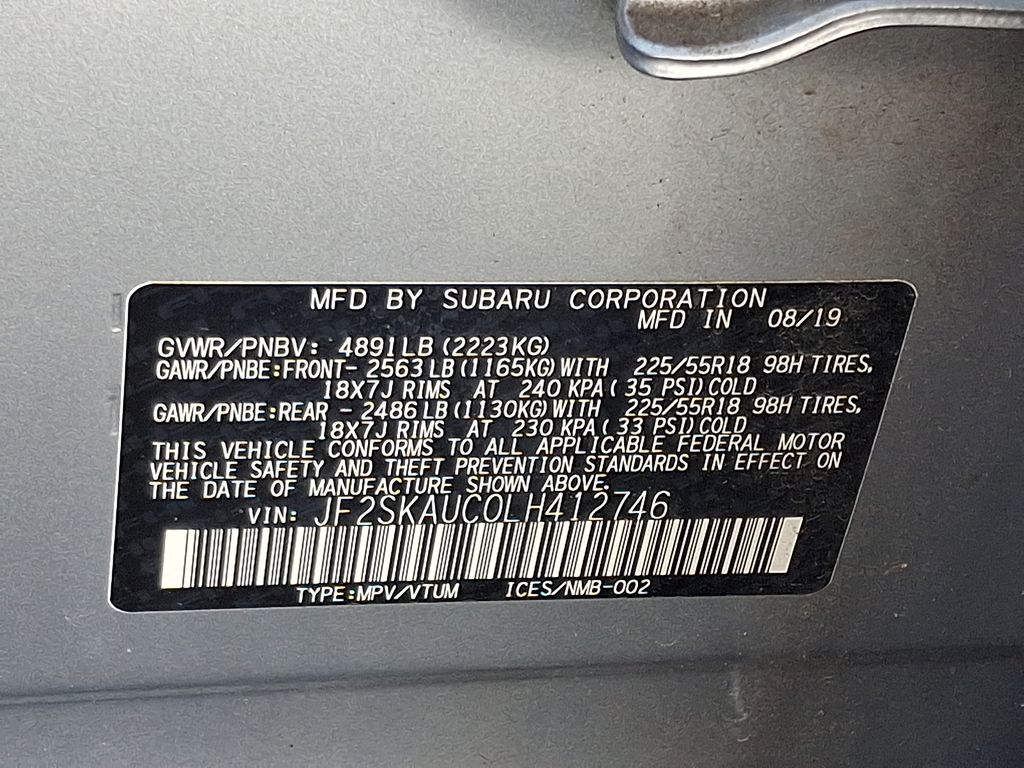 MFD BY SUBARU CORPORATION
MFD IN 08/19
GVWR/PNBV: 4891LB(2223KG)
GAWR/PNBE:FRONT- 2563LB(1165KG)WITH 225/55R18 98H TIRES,
18X7J RIMS AT 240 KPA(35 PSI)COLD
GAWR/PNBE:REAR - 2486LB(1130KG)WITH 225/55R18 98H TIRES,
18X7J RIMS AT 230 KPA(33 PSI)COLD
THIS VEHICLE CONFORMS TO ALL APPLICABLE FEDERAL MOTOR
VEHICLE SAFETY AND THEFT PREVENTION STANDARDS IN EFFECT ON
THE DATE OF MANUFACTURE SHOWN ABOVE.
VIN: JF2SKAUC0LH412746
TYPE:MPV/VTUM ICES/NMB-002